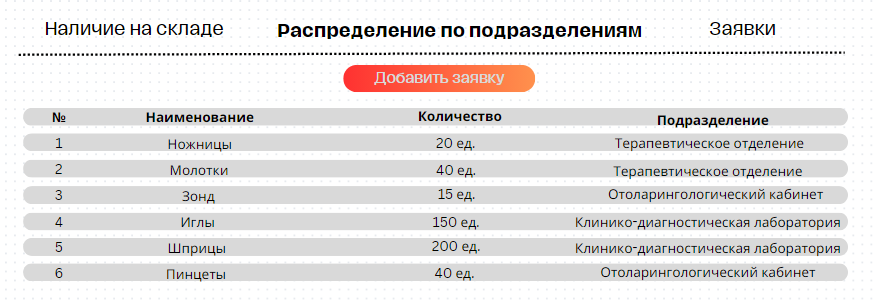 Наличие на складе Распределение по подразделениям Заявки
Добавить заявку
№ Наименование Количество Подразделение
1 Ножницы 20 ед. Терапевтическое отделение
2 Молотки 40 ед. Терапевтическое отделение
3 Зонд 15 ед. Отоларингологический кабинет
4 Иглы 150 ед. Клинико-диагностическая лаборатория
5 Шприцы 200 ед. Клинико-диагностическая лаборатория
6 Пинцеты 40 ед. Отоларингологический кабинет